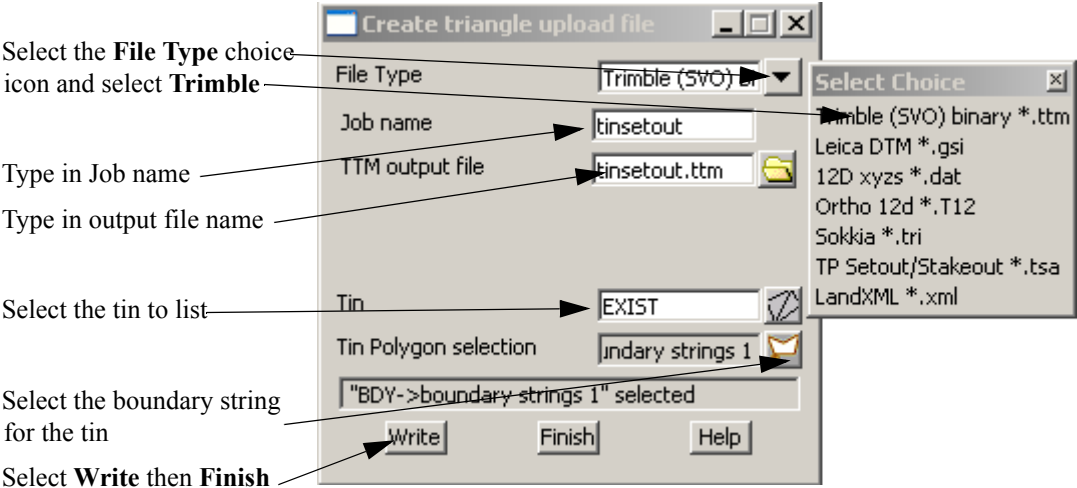 Select the File Type choice
icon and select Trimble
Type in Job name
Type in output file name
Select the tin to list
Select the boundary string
for the tin
Select Write then Finish
Create triangle upload file
File Type
Trimble (SVO) bi
Job name
tinsetout
TTM output file
tinsetout.ttm
Tin
EXIST
Tin Polygon selection
undary strings 1
"BDY->boundary strings 1" selected
Write
Finish
Help
Select Choice
Trimble (SVO) binary *.ttm
Leica DTM *.gsi
12D xyzs *.dat
Ortho 12d *.T12
Sokkia *.tri
TP Setout/Stakeout *.tsa
LandXML *.xml